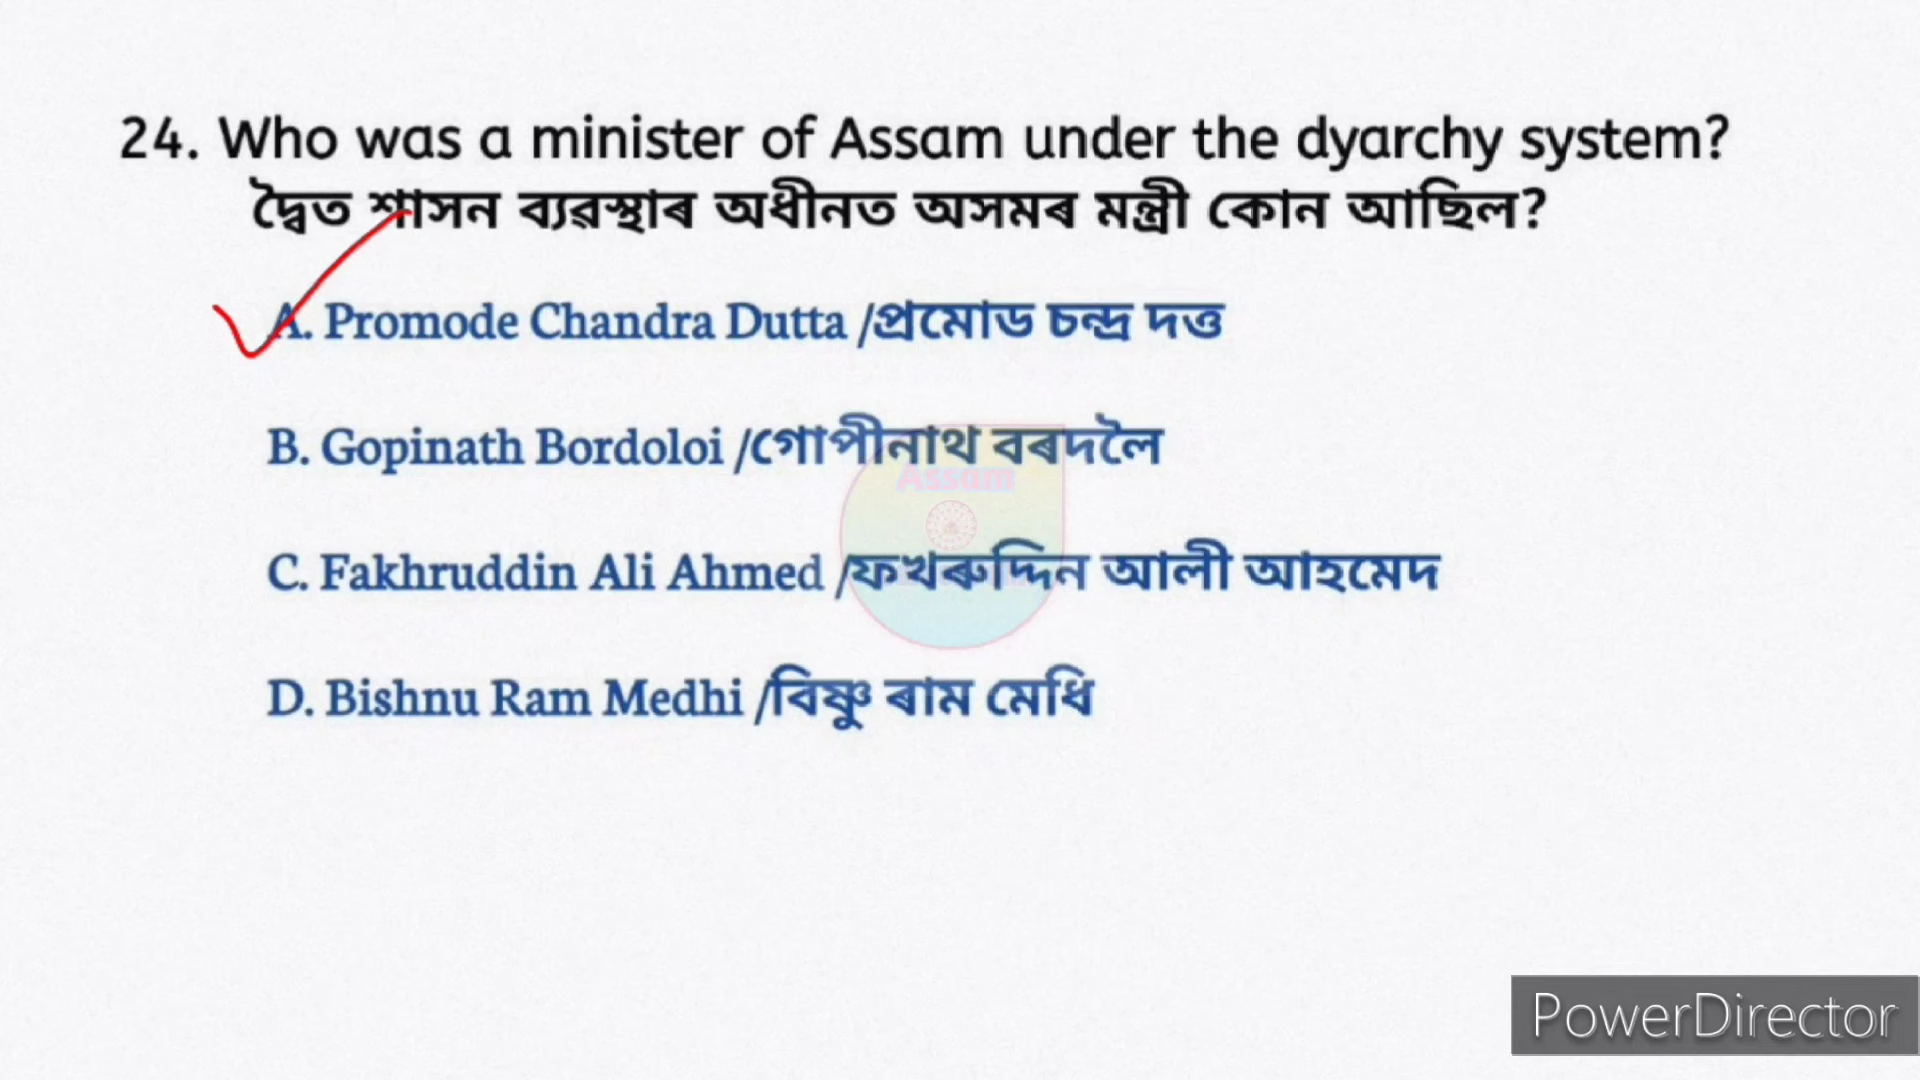 24. Who was a minister of Assam under the dyarchy system?
দ্বৈত শাসন ব্যৱস্থাৰ অধীনত অসমৰ মন্ত্ৰী কোন আছিল?
A. Promode Chandra Dutta /প্ৰমোড চন্দ্ৰ দত্ত
B. Gopinath Bordoloi /গোপীনাথ বৰদলৈ
Assam
C. Fakhruddin Ali Ahmed /ফখৰুদ্দিন আলী আহমেদ
D. Bishnu Ram Medhi /বিষ্ণু ৰাম মেধি
PowerDirector